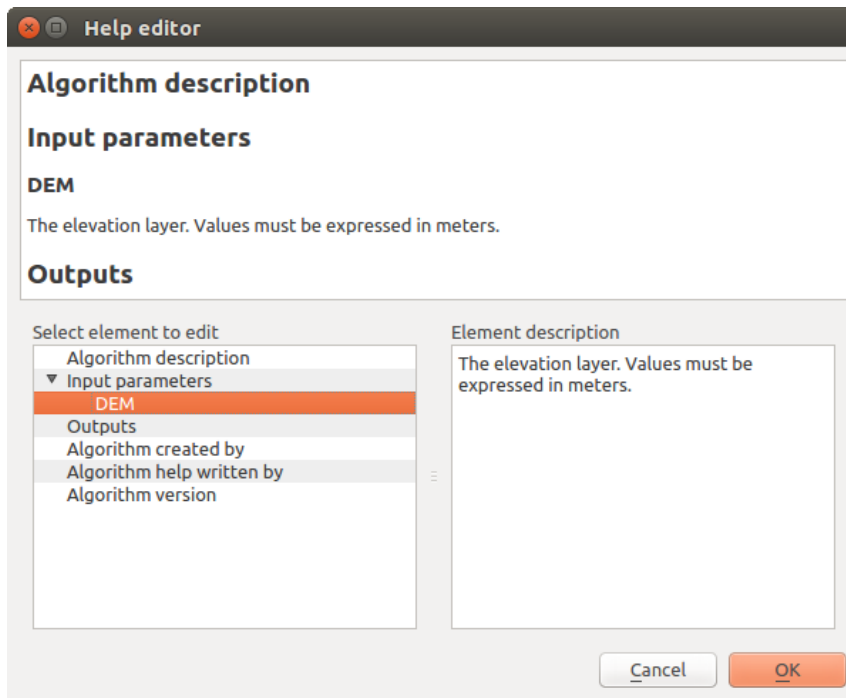 Help editor
Algorithm description
Input parameters
DEM
The elevation layer. Values must be expressed in meters.
Outputs
Select element to edit
Algorithm description
Input parameters
DEM
Outputs
Algorithm created by
Algorithm help written by
Algorithm version
Element description
The elevation layer. Values must be
expressed in meters.
Cancel
OK